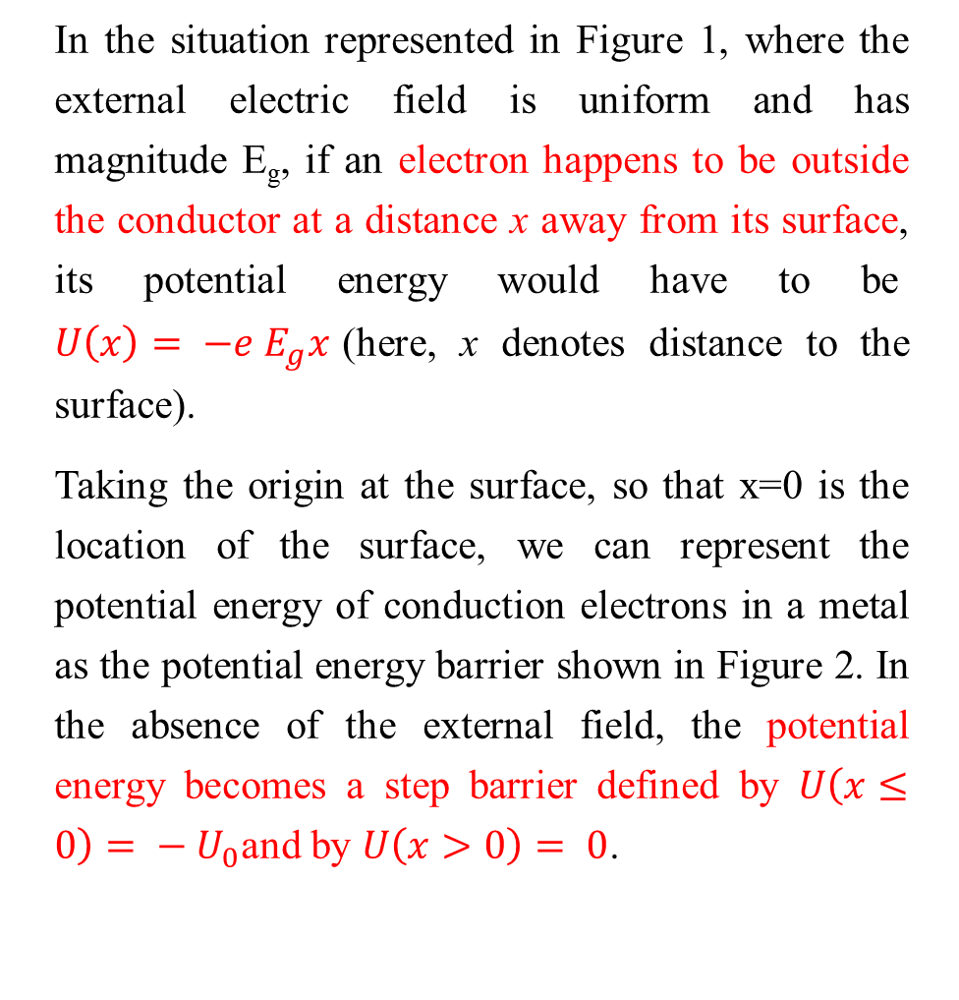 In the situation represented in Figure 1, where the
external electric field is uniform and has
magnitude E₉, if an electron happens to be outside
the conductor at a distance x away from its surface,
its potential energy would have to be
U(x) = −e E_g x (here, x denotes distance to the
surface).
Taking the origin at the surface, so that x=0 is the
location of the surface, we can represent the
potential energy of conduction electrons in a metal
as the potential energy barrier shown in Figure 2. In
the absence of the external field, the potential
energy becomes a step barrier defined by U(x ≤
0) = − U₀and by U(x > 0) = 0.